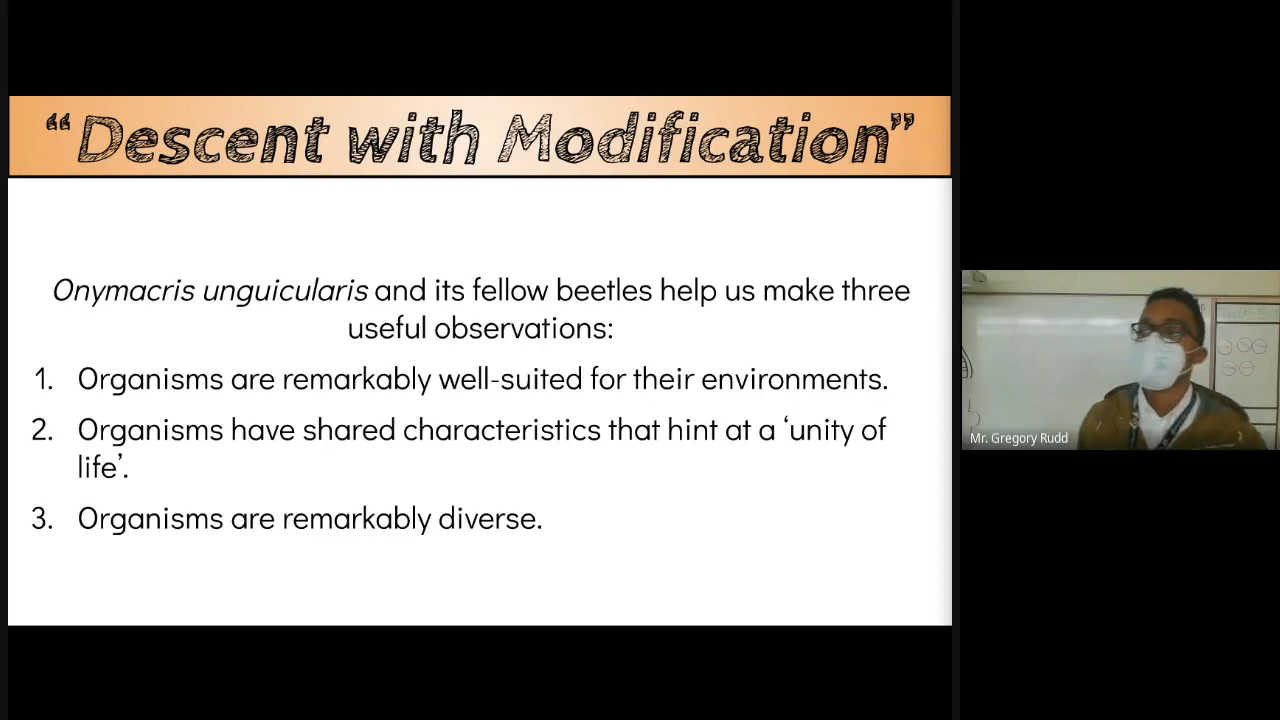 “Descent with Modification”
Onymacris unguicularis and its fellow beetles help us make three
useful observations:
1. Organisms are remarkably well-suited for their environments.
2. Organisms have shared characteristics that hint at a ‘unity of
life’.
3. Organisms are remarkably diverse.
Mr. Gregory Rudd